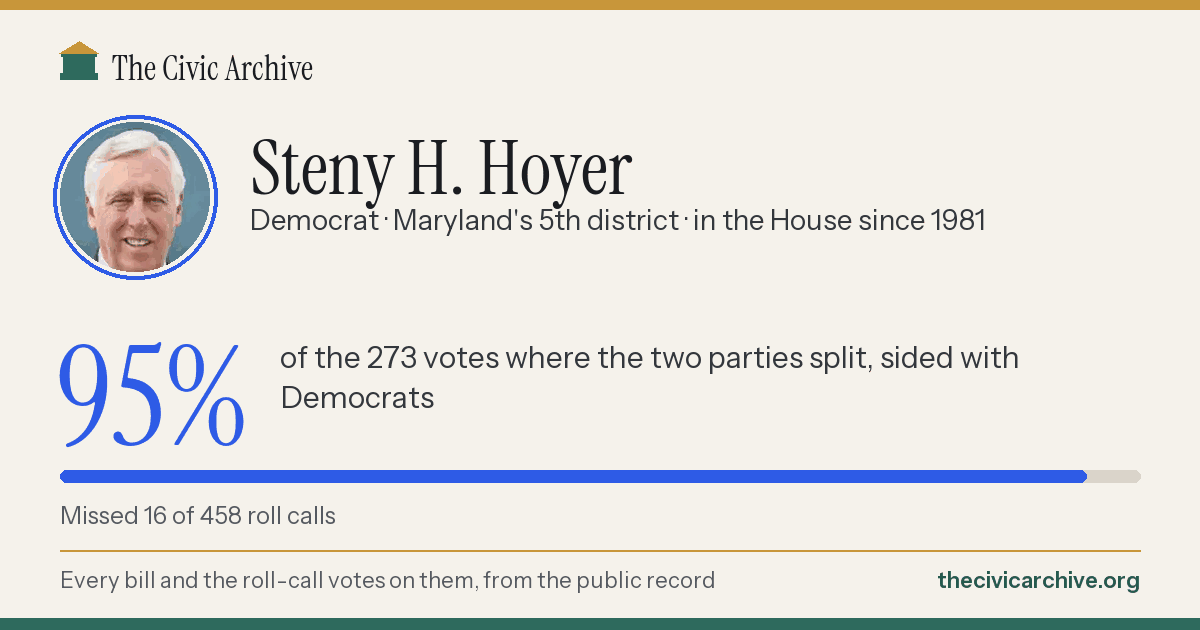 The Civic Archive
Steny H. Hoyer
Democrat · Maryland's 5th district · in the House since 1981
95%
of the 273 votes where the two parties split, sided with
Democrats
Missed 16 of 458 roll calls
Every bill and the roll-call votes on them, from the public record
thecivicarchive.org